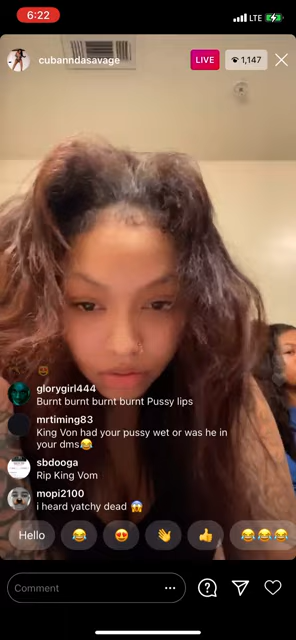 6:22
LTE
cubanndasavage
LIVE
1,147
glorygirl444
Burnt burnt burnt burnt Pussy lips
mrtiming83
King Von had your pussy wet or was he in
your dms😂
sbdooga
Rip King Vom
mopi2100
i heard yatchy dead 😱
Hello
Comment